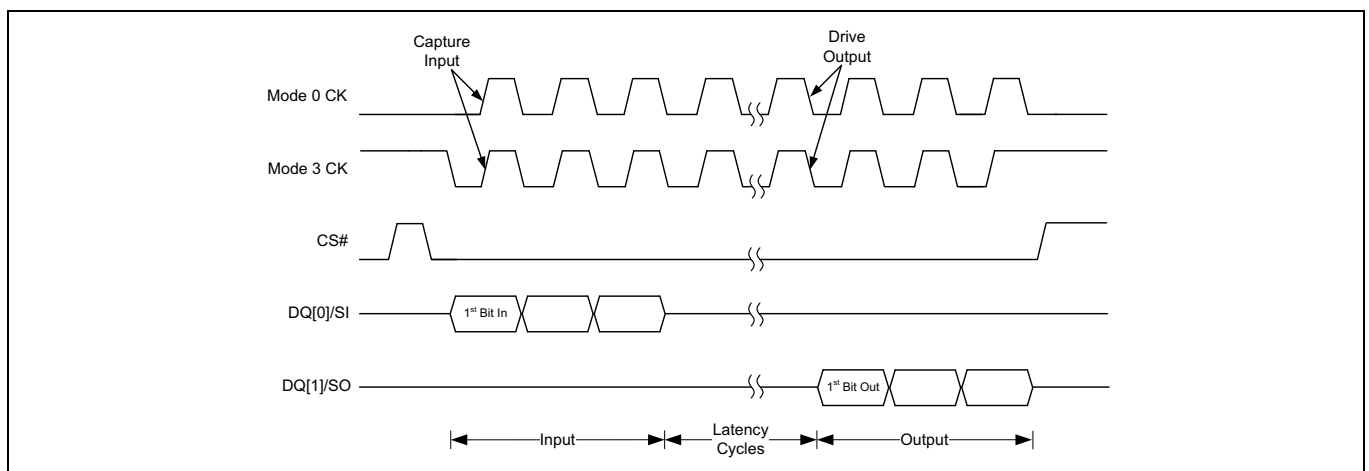 Capture
Input
Drive
Output
Mode 0 CK
Mode 3 CK
CS#
DQ[0]/SI
1st Bit In
DQ[1]/SO
1st Bit Out
Input
Latency
Cycles
Output